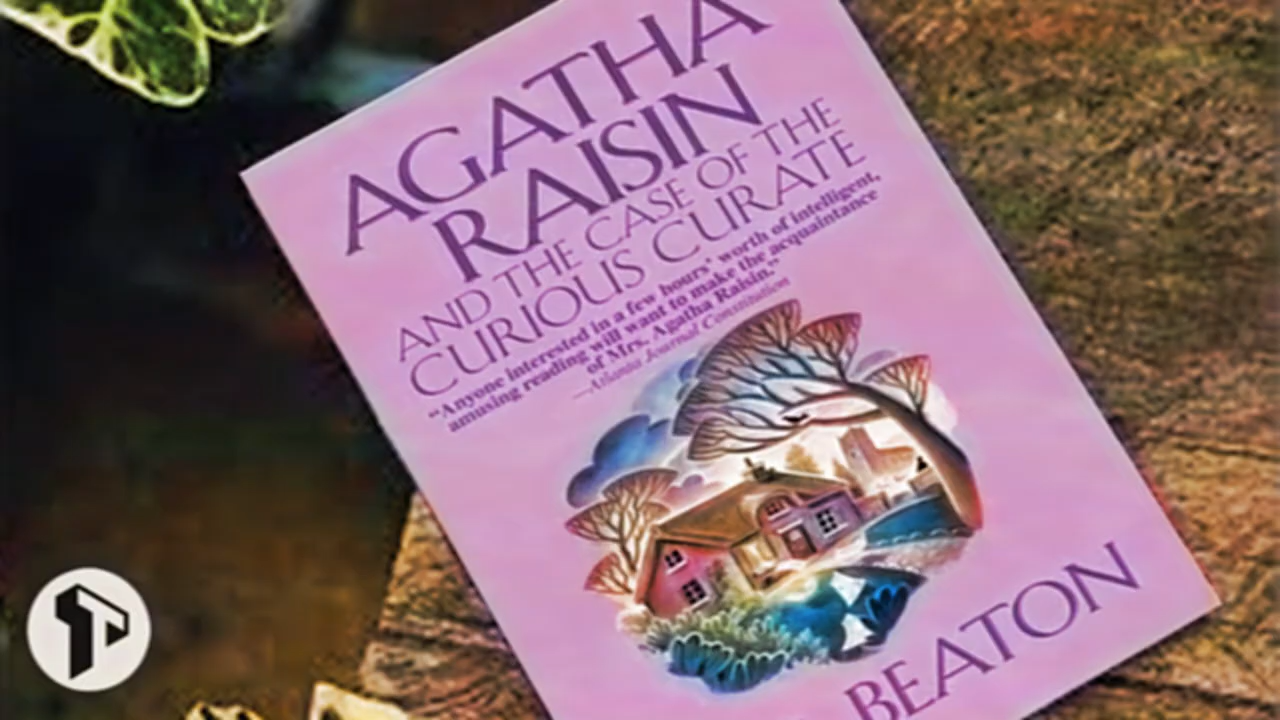 AGATHA
RAISIN
AND THE CASE OF THE
CURIOUS CURATE
“Anyone interested in a few hours’ worth of intelligent,
amusing reading will want to make the acquaintance
of Mrs. Agatha Raisin.”
—Atlanta Journal Constitution
BEATON